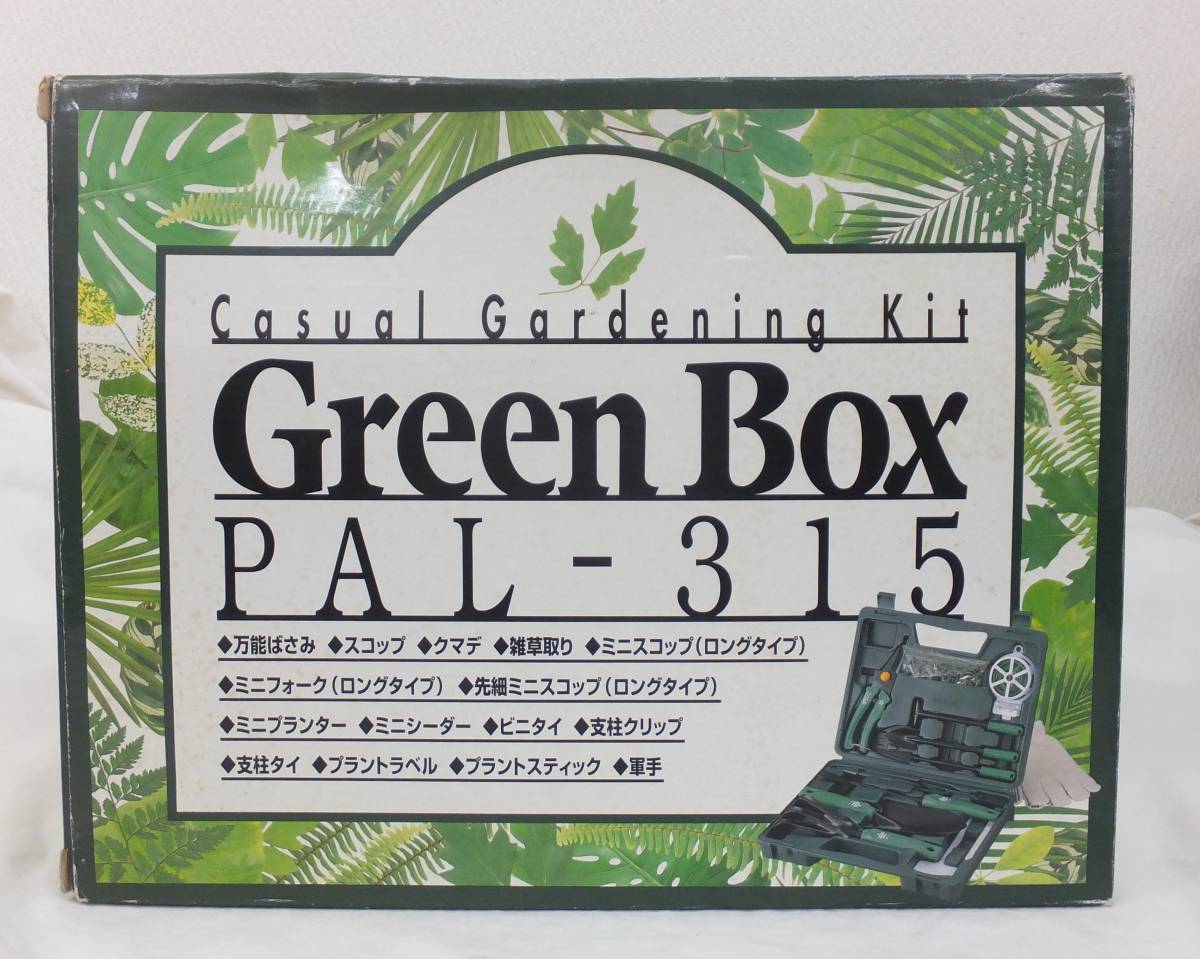 Casual Gardening Kit
Green Box
PAL-315
◆万能ばさみ ◆スコップ ◆クマデ ◆雑草取り ◆ミニスコップ（ロングタイプ）
◆ミニフォーク（ロングタイプ） ◆先細ミニスコップ（ロングタイプ）
◆ミニプランター ◆ミニシーダー ◆ビニタイ ◆支柱クリップ
◆支柱タイ ◆プラントラベル ◆プラントスティック ◆軍手